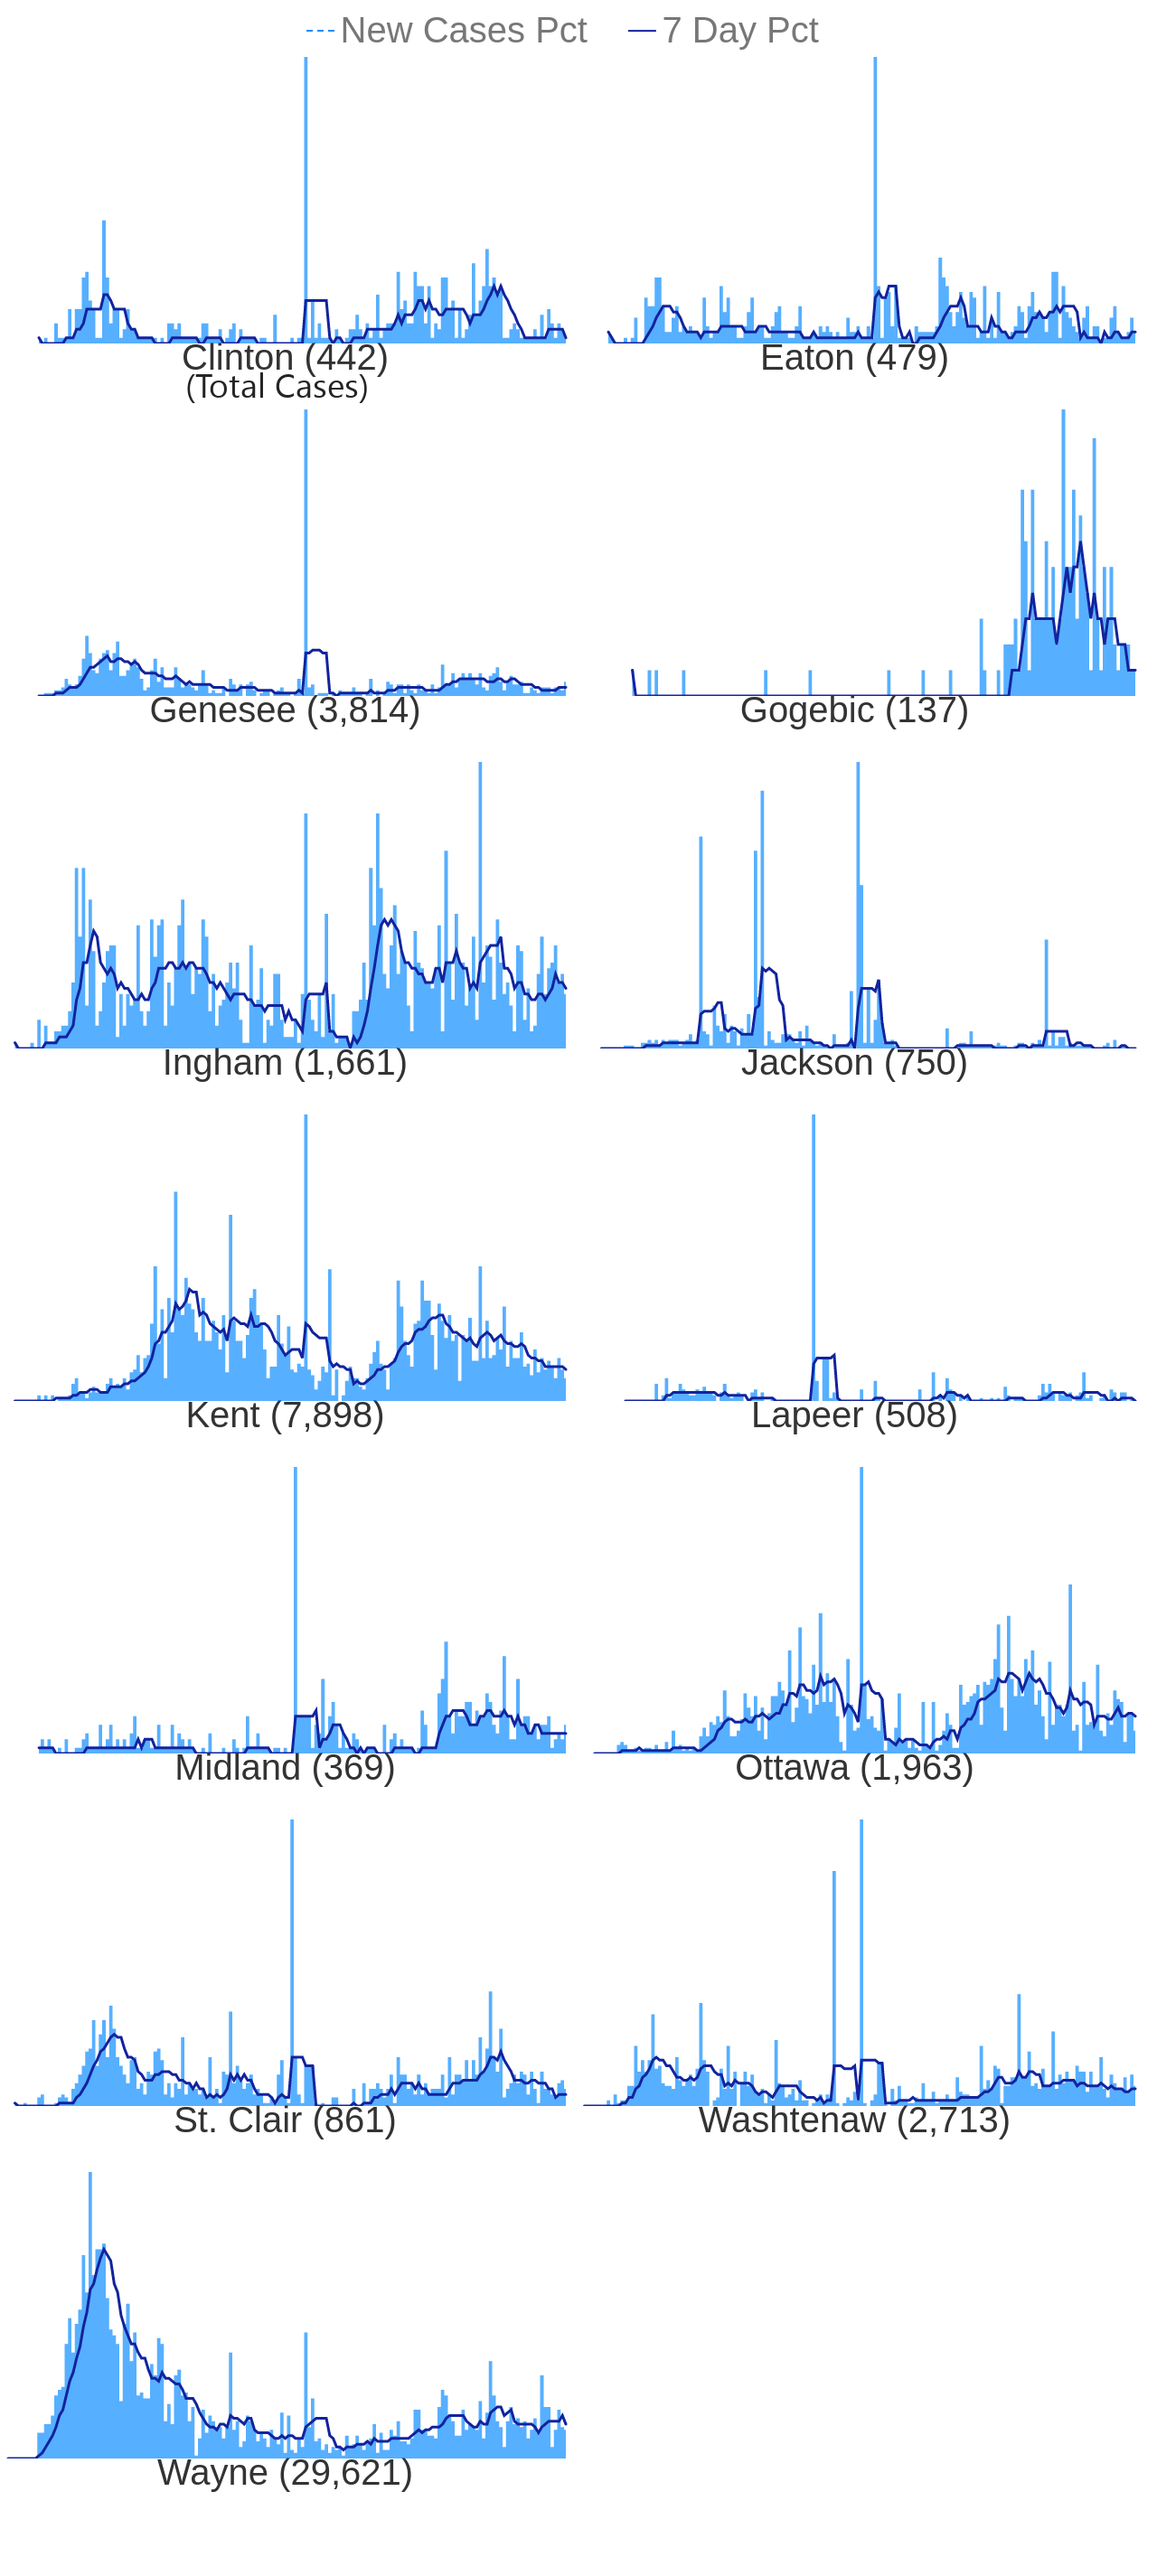 New Cases Pct 7 Day Pct
Clinton (442) Eaton (479)
(Total Cases)
Genesee (3,814) Gogebic (137)
Ingham (1,661) Jackson (750)
Kent (7,898) Lapeer (508)
Midland (369) Ottawa (1,963)
St. Clair (861) Washtenaw (2,713)
Wayne (29,621)